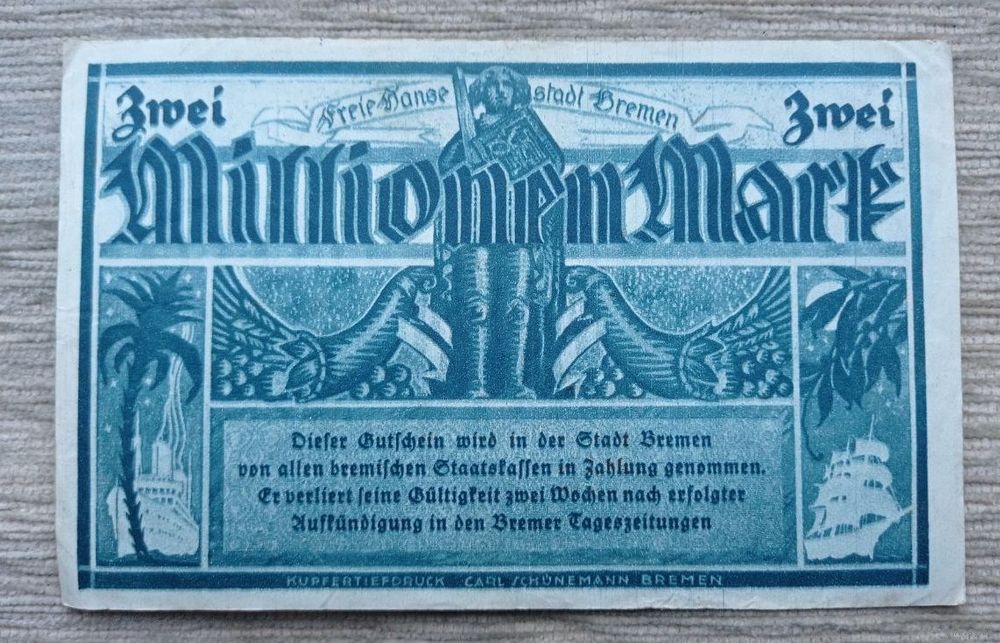 Zwei Freie Hansestadt Bremen Zwei
Millionen Mark
Dieser Gutschein wird in der Stadt Bremen
von allen bremischen Staatskassen in Zahlung genommen.
Er verliert seine Gültigkeit zwei Wochen nach erfolgter
Aufkündigung in den Bremer Tageszeitungen
KUPFERTIEFDRUCK CARL SCHÜNEMANN BREMEN